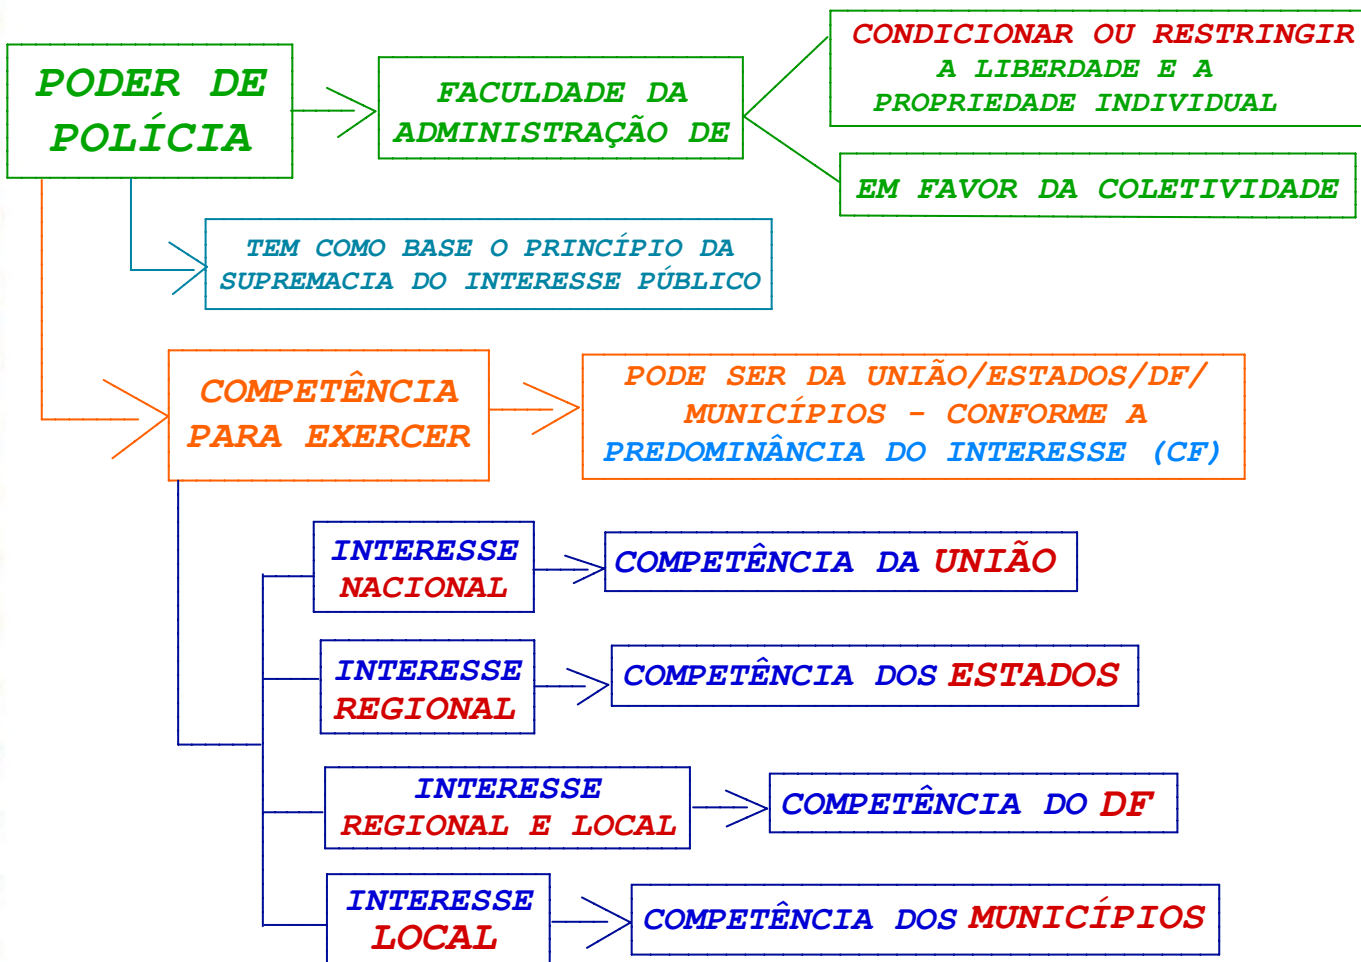 PODER DE
POLÍCIA
FACULDADE DA
ADMINISTRAÇÃO DE
CONDICIONAR OU RESTRINGIR
A LIBERDADE E A
PROPRIEDADE INDIVIDUAL
EM FAVOR DA COLETIVIDADE
TEM COMO BASE O PRINCÍPIO DA
SUPREMACIA DO INTERESSE PÚBLICO
COMPETÊNCIA
PARA EXERCER
PODE SER DA UNIÃO/ESTADOS/DF/
MUNICÍPIOS - CONFORME A
PREDOMINÂNCIA DO INTERESSE (CF)
INTERESSE
NACIONAL
COMPETÊNCIA DA UNIÃO
INTERESSE
REGIONAL
COMPETÊNCIA DOS ESTADOS
INTERESSE
REGIONAL E LOCAL
COMPETÊNCIA DO DF
INTERESSE
LOCAL
COMPETÊNCIA DOS MUNICÍPIOS